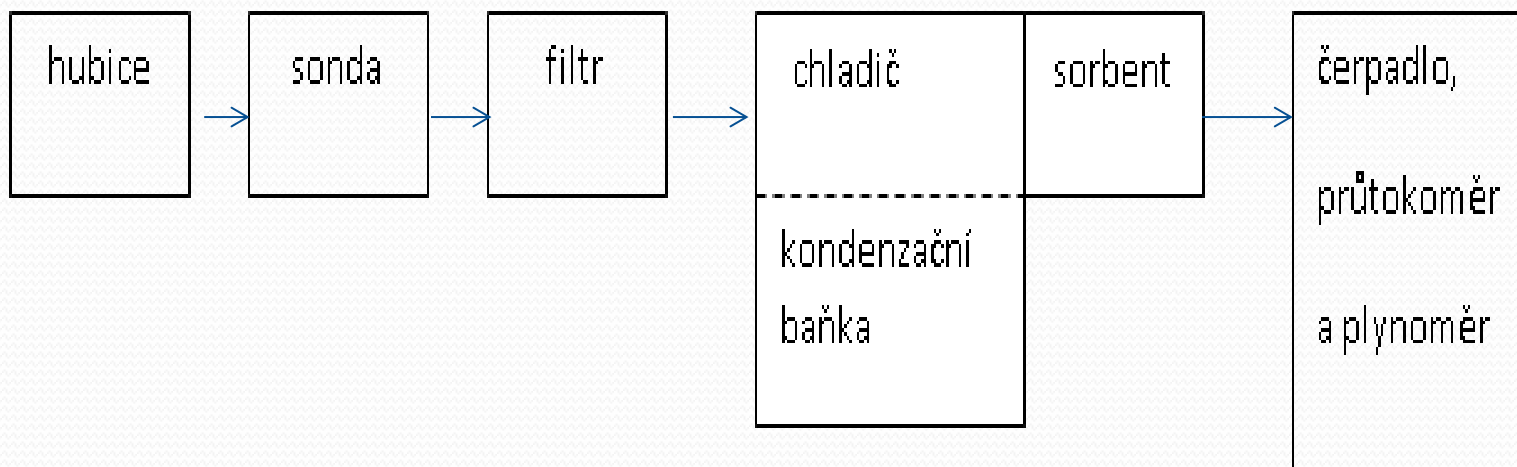 hubice
sonda
filtr
chladič
sorbent
kondenzační
baňka
čerpadlo,
průtokoměr
a plynoměr